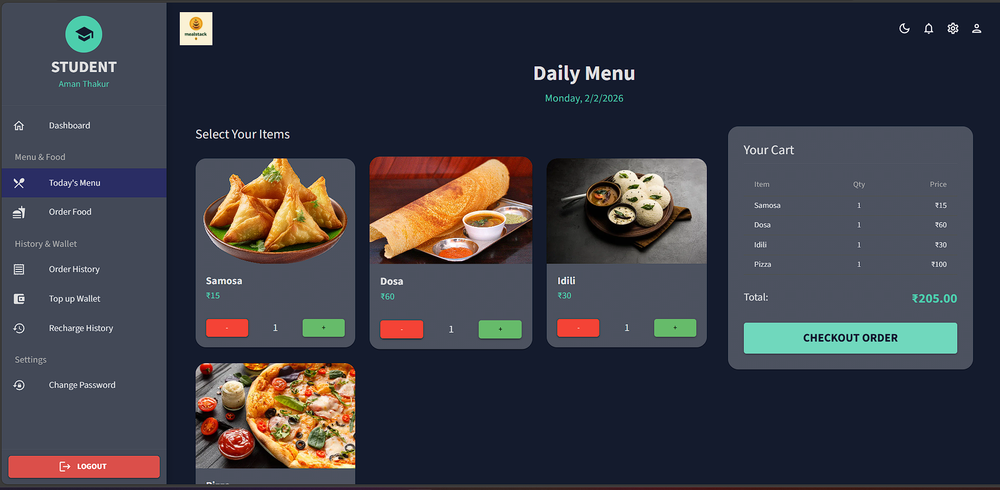 STUDENT
Aman Thakur
Dashboard
Menu & Food
Today's Menu
Order Food
History & Wallet
Order History
Top up Wallet
Recharge History
Settings
Change Password
LOGOUT
mealstack
Daily Menu
Monday, 2/2/2026
Select Your Items
Samosa
₹15
- 1 +
Dosa
₹60
- 1 +
Idili
₹30
- 1 +
Pizza
Your Cart
Item Qty Price
Samosa 1 ₹15
Dosa 1 ₹60
Idili 1 ₹30
Pizza 1 ₹100
Total: ₹205.00
CHECKOUT ORDER